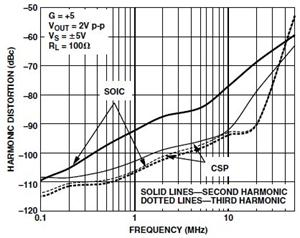 G = +5
VOUT = 2V p-p
VS = ±5V
RL = 100Ω
SOIC
CSP
SOLID LINES—SECOND HARMONIC
DOTTED LINES—THIRD HARMONIC
HARMONIC DISTORTION (dBc)
–50
–60
–70
–80
–90
–100
–110
–120
0.1
1
10
FREQUENCY (MHz)